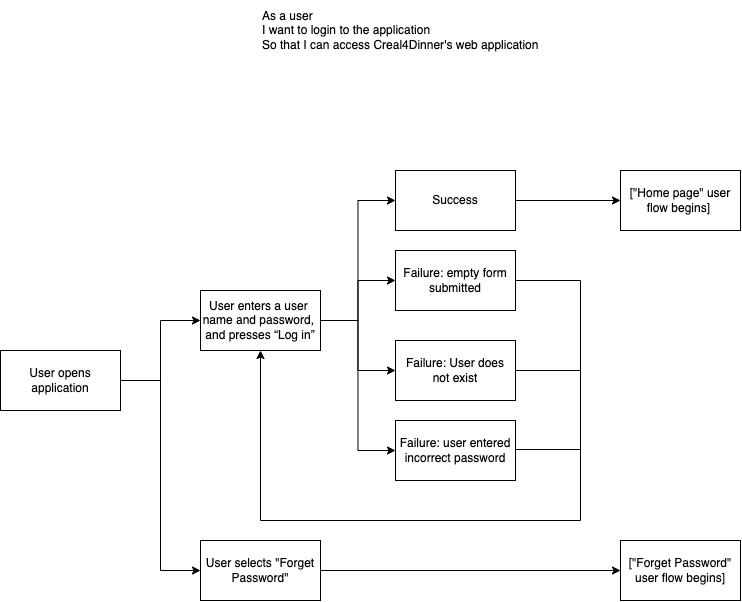 As a user
I want to login to the application
So that I can access Creal4Dinner's web application
Success
["Home page" user
flow begins]
Failure: empty form
submitted
User enters a user
name and password,
and presses “Log in”
Failure: User does
not exist
User opens
application
Failure: user entered
incorrect password
User selects "Forget
Password"
["Forget Password"
user flow begins]